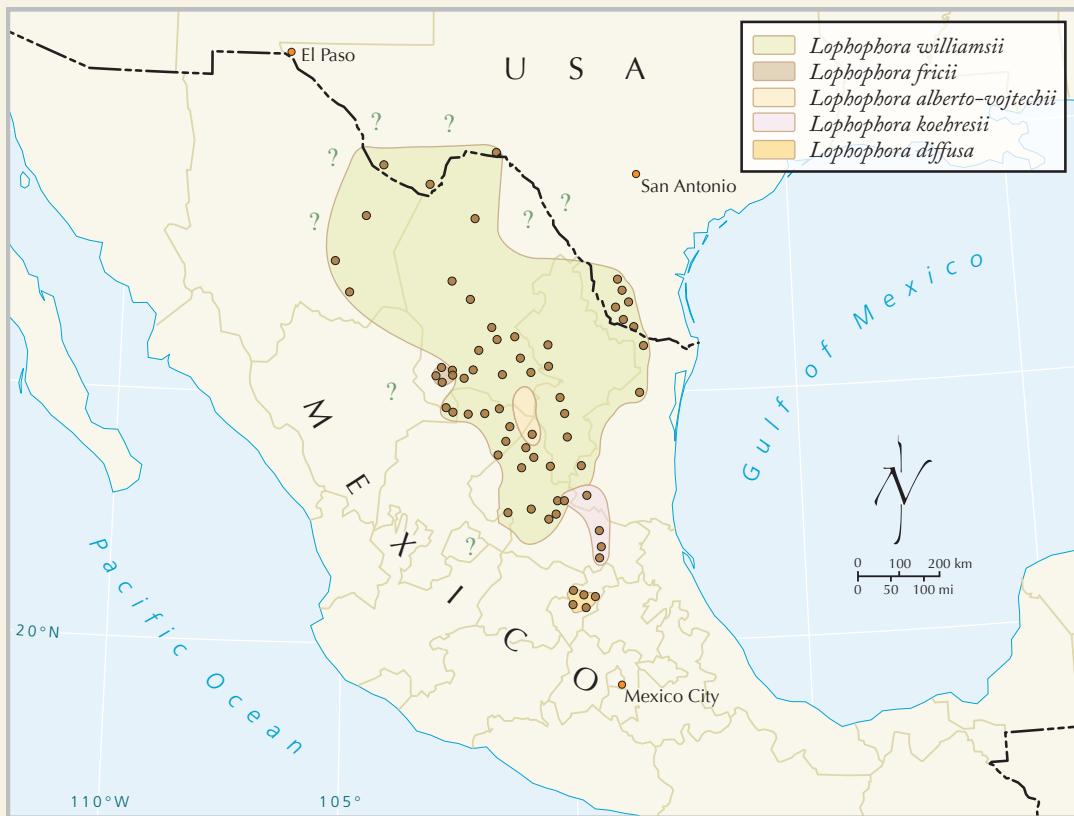 El Paso
U S A
Lophophora williamsii
Lophophora fricii
Lophophora alberto-vojtechii
Lophophora koehresii
Lophophora diffusa
?
?
?
?
?
?
San Antonio
Gulf of Mexico
?
MEXICO
?
N
0 100 200 km
0 50 100 mi
Pacific Ocean
20°N
Mexico City
110°W
105°